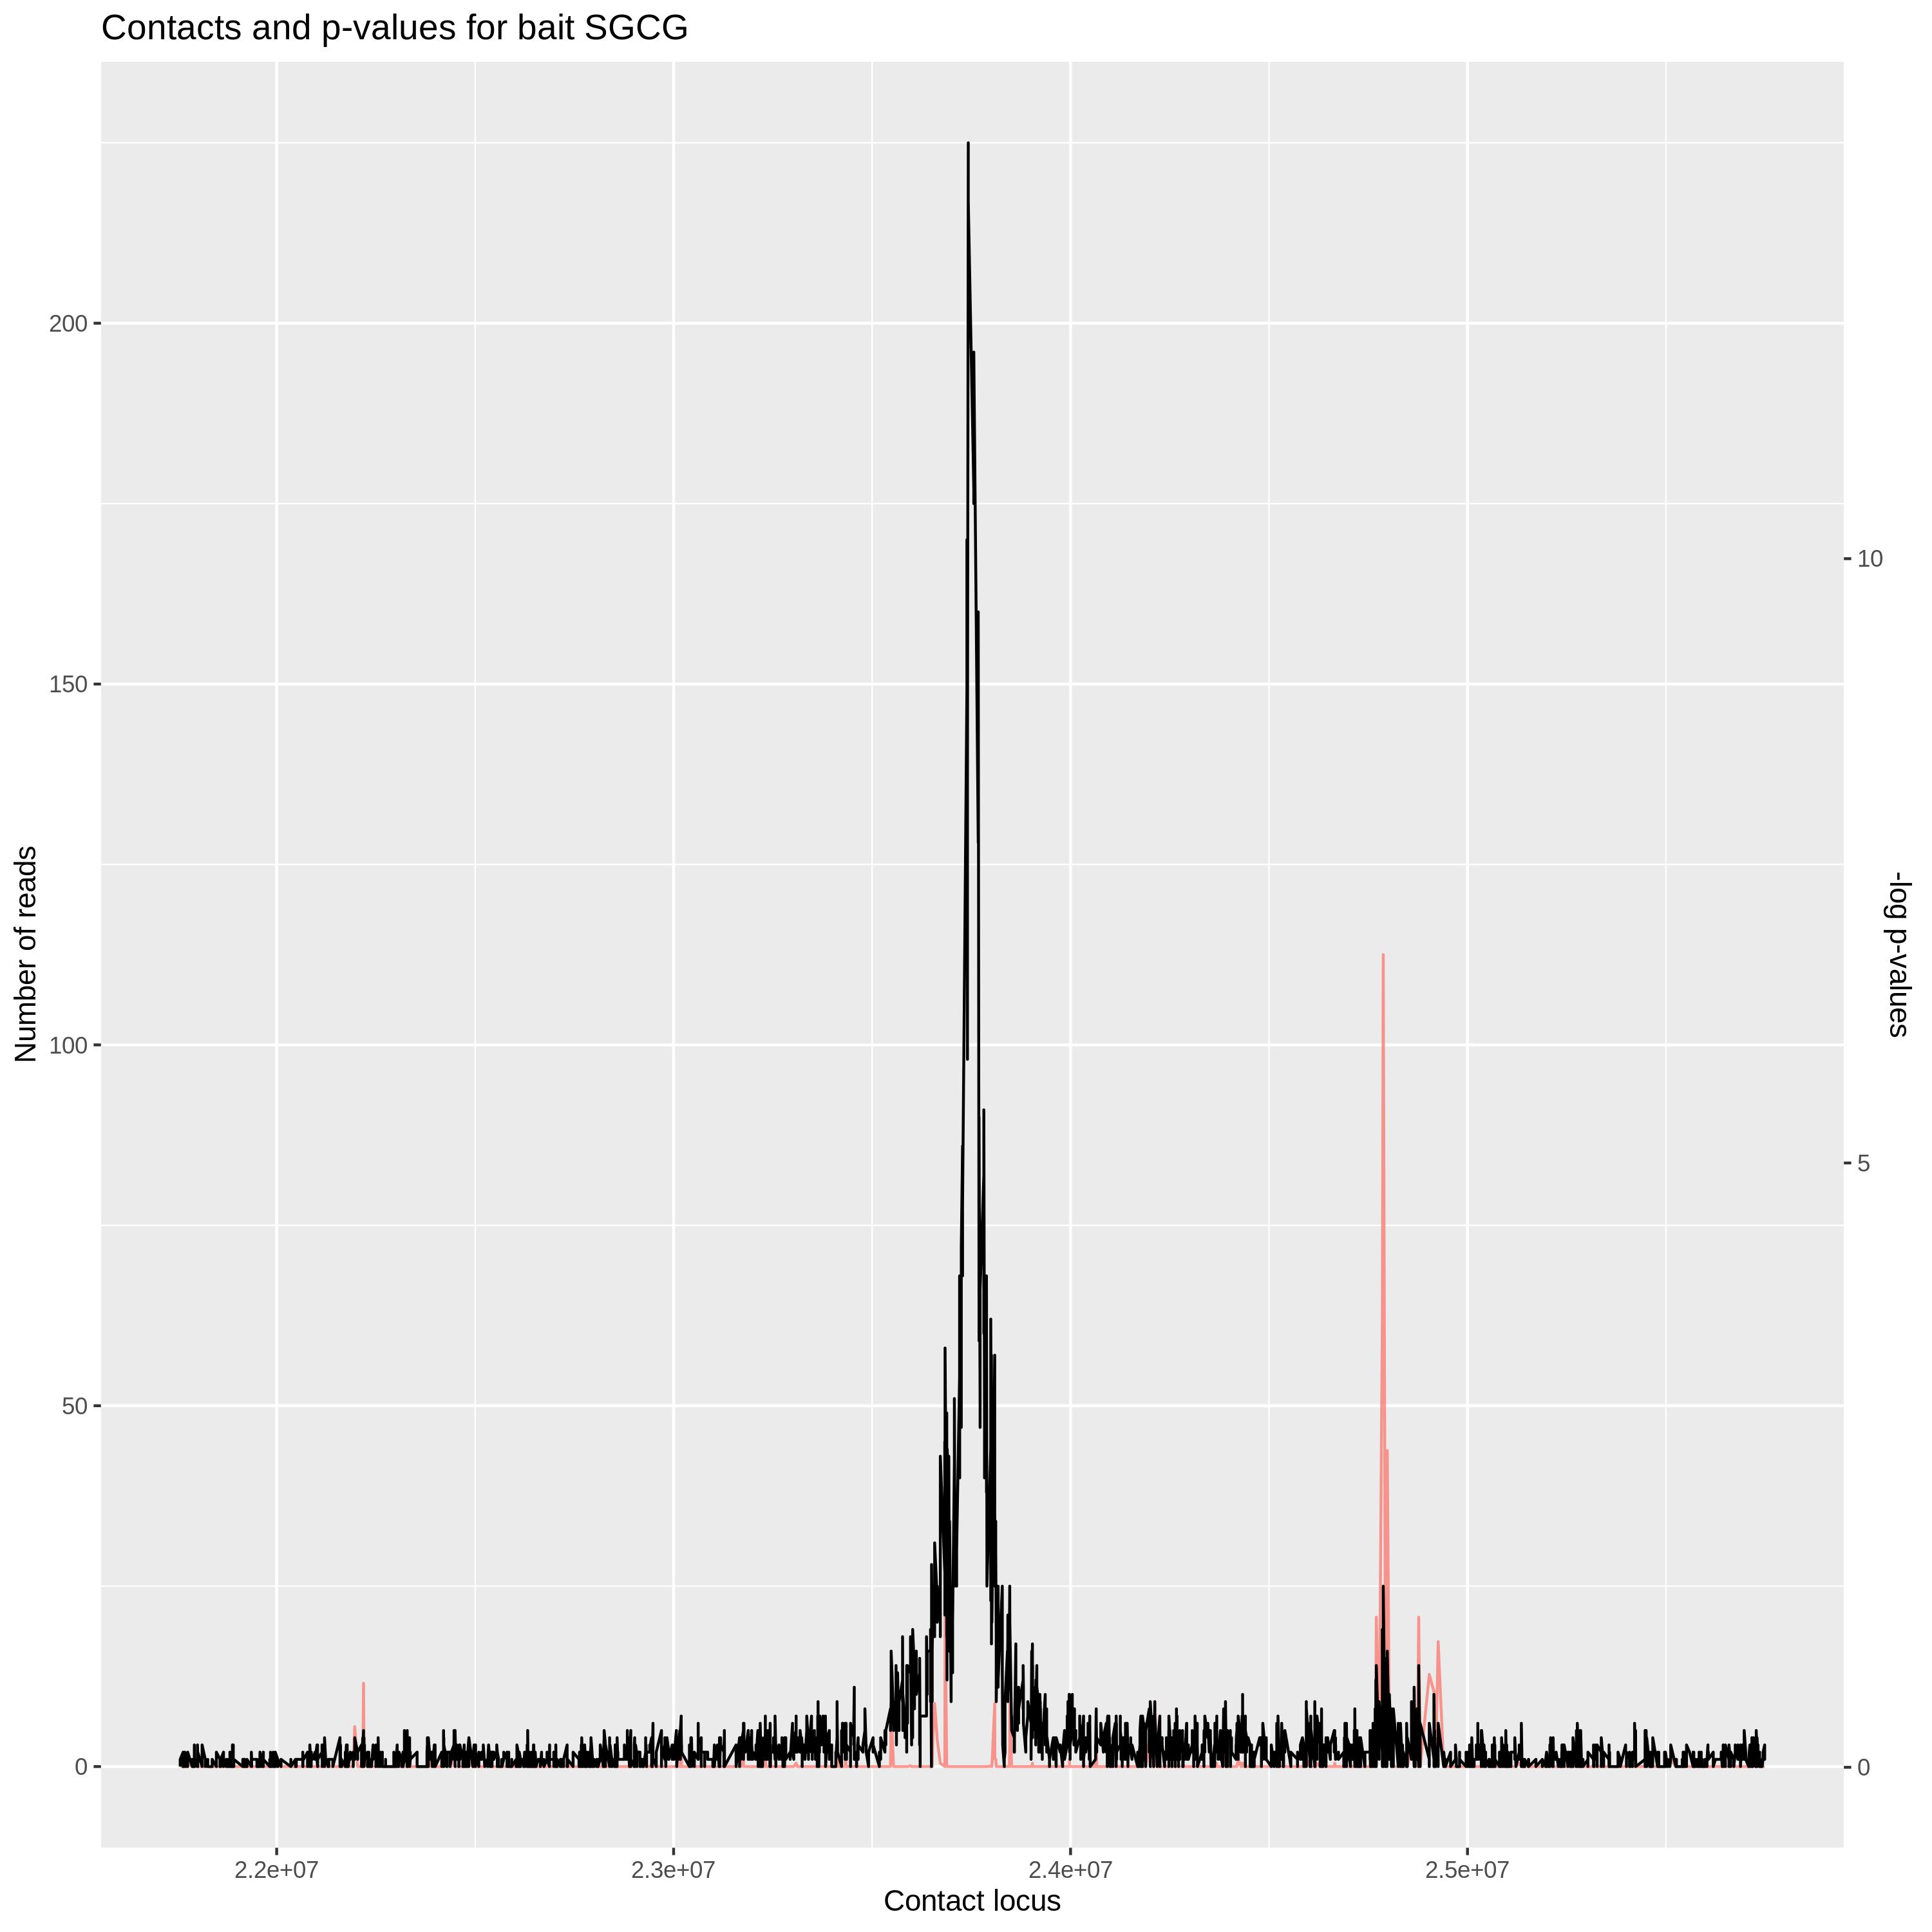 Contacts and p-values for bait SGCG
200
150
100
50
0
Number of reads
10
5
0
-log p-values
2.2e+07
2.3e+07
2.4e+07
2.5e+07
Contact locus